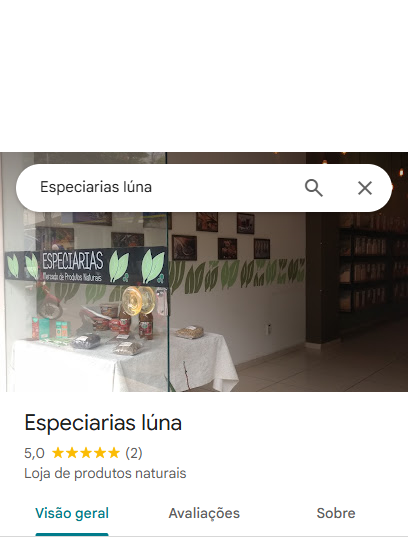 Especiarias lúna
ESPECIARIAS
Mercado de Produtos Naturais
Especiarias lúna
5,0 ★★★★★ (2)
Loja de produtos naturais
Visão geral Avaliações Sobre